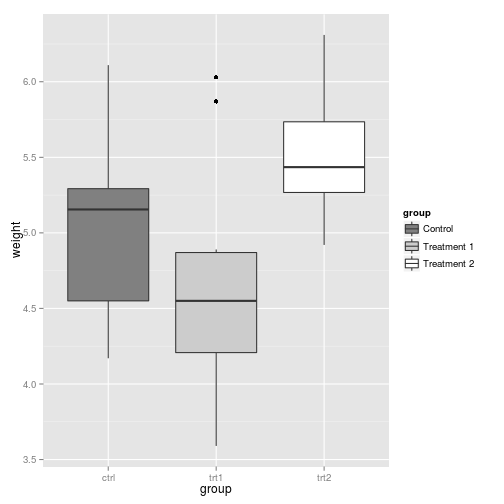 6.0
5.5
5.0
4.5
4.0
3.5
weight
ctrl
trt1
trt2
group
group
Control
Treatment 1
Treatment 2